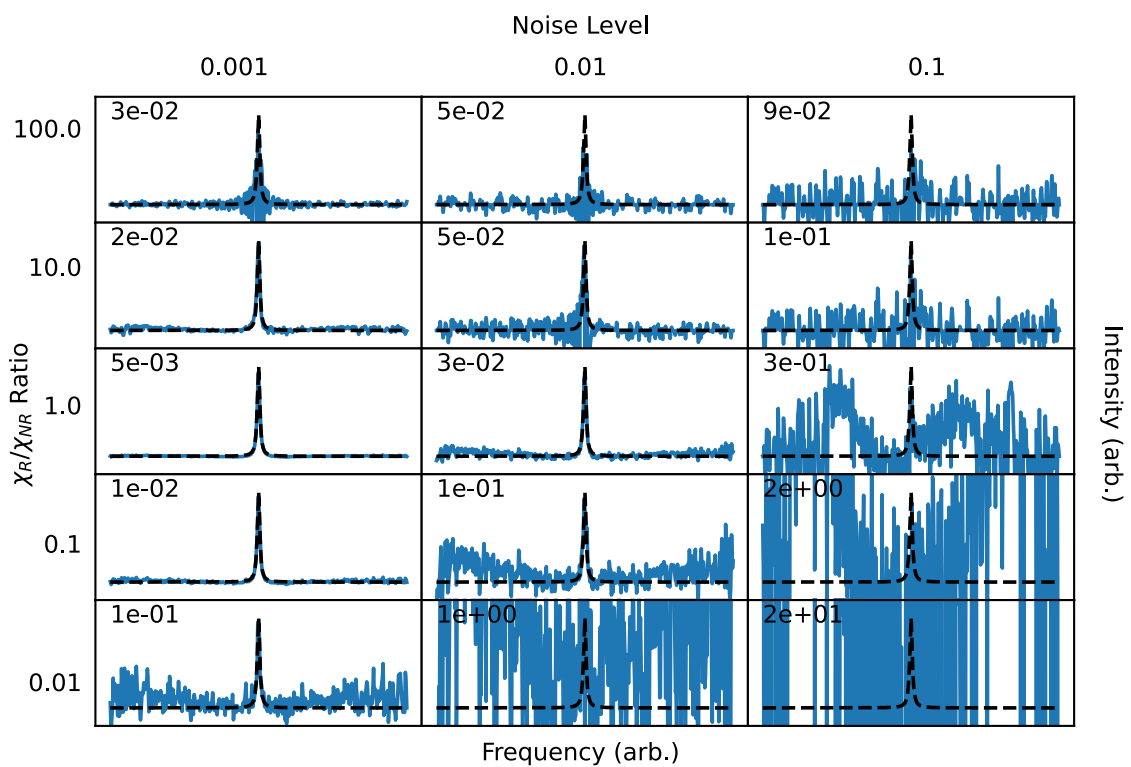 Noise Level
0.001 0.01 0.1
100.0 3e-02 5e-02 9e-02
10.0 2e-02 5e-02 1e-01
1.0 5e-03 3e-02 3e-01
0.1 1e-02 1e-01 2e+00
0.01 1e-01 1e+00 2e+01
χR/χNR Ratio
Intensity (arb.)
Frequency (arb.)